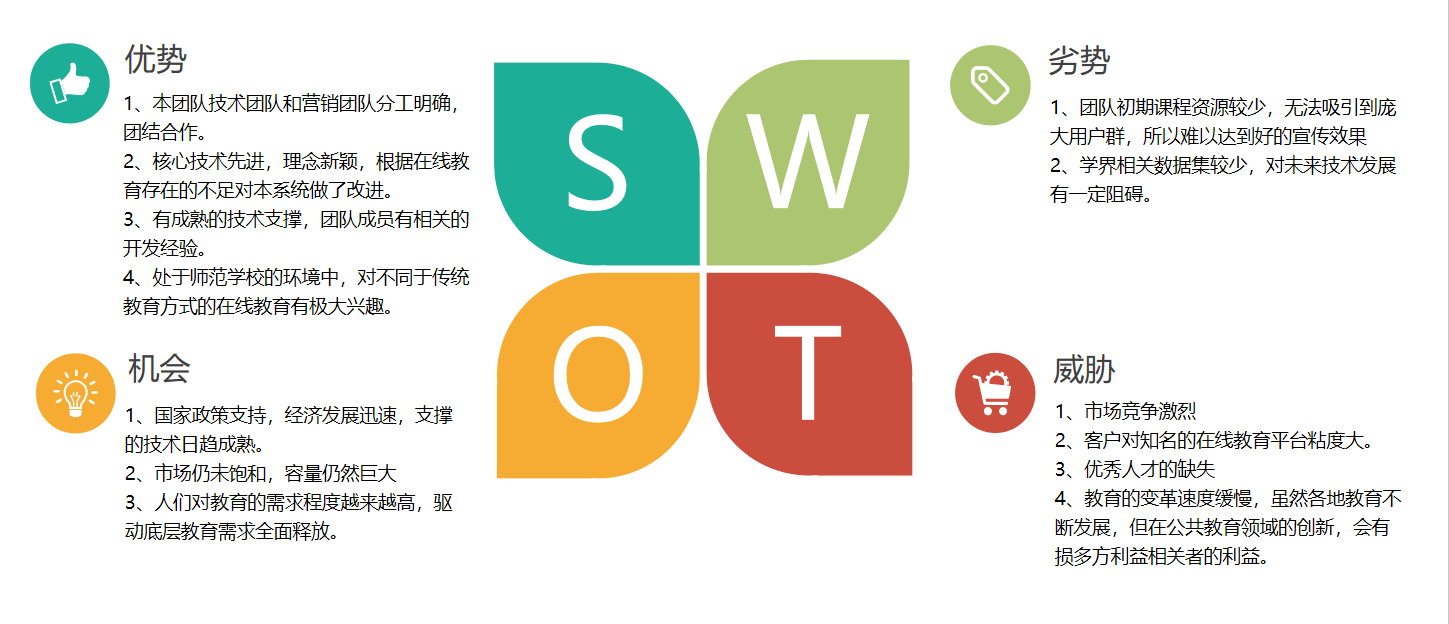 优势
1、本团队技术团队和营销团队分工明确，
团结合作。
2、核心技术先进，理念新颖，根据在线教
育存在的不足对本系统做了改进。
3、有成熟的技术支撑，团队成员有相关的
开发经验。
4、处于师范学校的环境中，对不同于传统
教育方式的在线教育有极大兴趣。
S
W
劣势
1、团队初期课程资源较少，无法吸引到庞
大用户群，所以难以达到好的宣传效果
2、学界相关数据集较少，对未来技术发展
有一定阻碍。
机会
1、国家政策支持，经济发展迅速，支撑
的技术日趋成熟。
2、市场仍未饱和，容量仍然巨大
3、人们对教育的需求程度越来越高，驱
动底层教育需求全面释放。
O
T
威胁
1、市场竞争激烈
2、客户对知名的在线教育平台粘度大。
3、优秀人才的缺失
4、教育的变革速度缓慢，虽然各地教育不
断发展，但在公共教育领域的创新，会有
损多方利益相关者的利益。